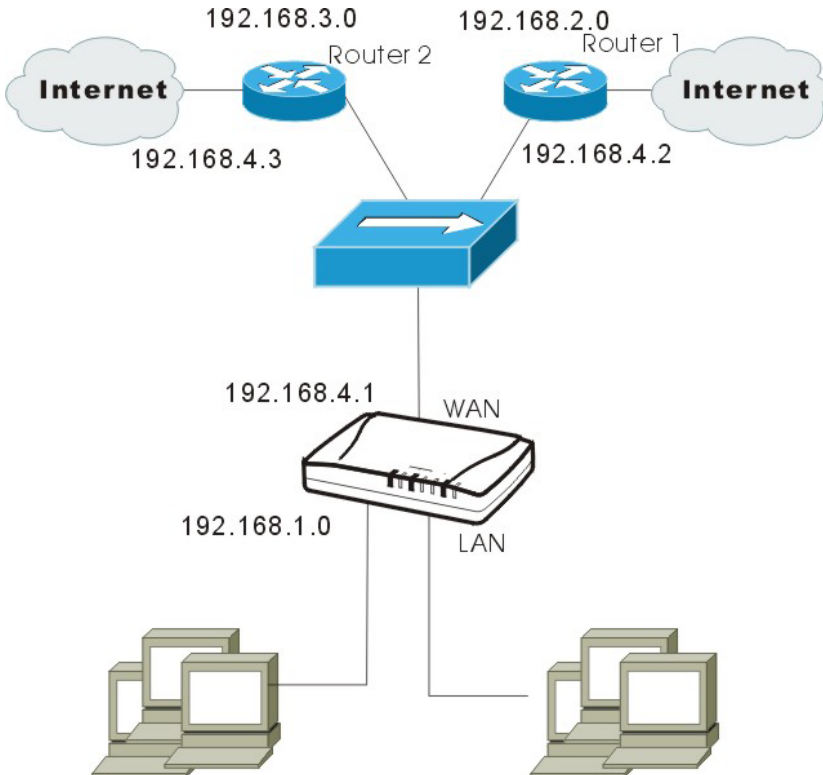 192.168.3.0
192.168.2.0
Router 2
Router 1
Internet
Internet
192.168.4.3
192.168.4.2
192.168.4.1
WAN
192.168.1.0
LAN